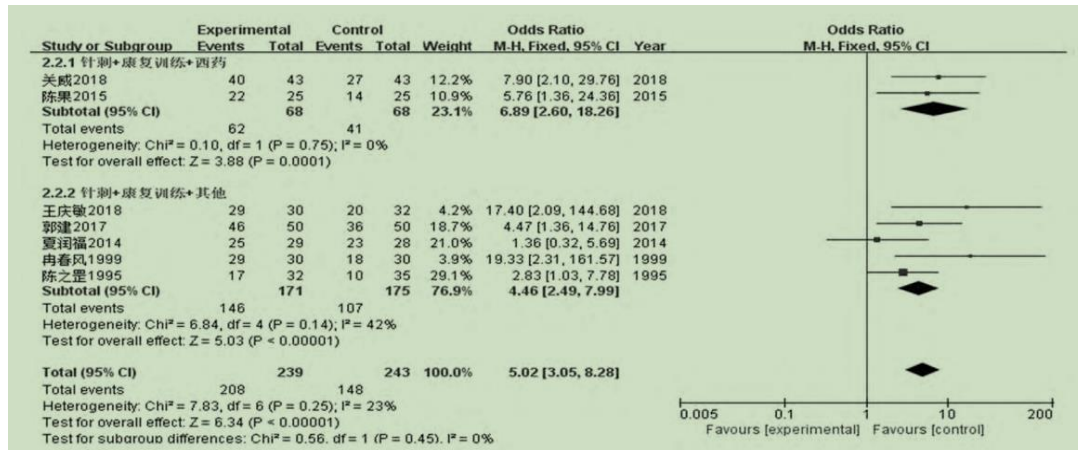 Experimental Control Odds Ratio Odds Ratio
Study or Subgroup Events Total Events Total Weight M-H, Fixed, 95% CI Year M-H, Fixed, 95% CI
2.2.1 针刺+康复训练+西药
关威2018 40 43 27 43 12.2% 7.90 [2.10, 29.76] 2018
陈果2015 22 25 14 25 10.9% 5.76 [1.36, 24.36] 2015
Subtotal (95% CI) 68 68 23.1% 6.89 [2.60, 18.26]
Total events 62 41
Heterogeneity: Chi² = 0.10, df = 1 (P = 0.75); I² = 0%
Test for overall effect: Z = 3.88 (P = 0.0001)
2.2.2 针刺+康复训练+其他
王庆敏2018 29 30 20 32 4.2% 17.40 [2.09, 144.68] 2018
郭建2017 46 50 36 50 18.7% 4.47 [1.36, 14.76] 2017
夏润福2014 25 29 23 28 21.0% 1.36 [0.32, 5.69] 2014
冉春风1999 29 30 18 30 3.9% 19.33 [2.31, 161.57] 1999
陈之罡1995 17 32 10 35 29.1% 2.83 [1.03, 7.78] 1995
Subtotal (95% CI) 171 175 76.9% 4.46 [2.49, 7.99]
Total events 146 107
Heterogeneity: Chi² = 6.84, df = 4 (P = 0.14); I² = 42%
Test for overall effect: Z = 5.03 (P < 0.00001)
Total (95% CI) 239 243 100.0% 5.02 [3.05, 8.28]
Total events 208 148
Heterogeneity: Chi² = 7.83, df = 6 (P = 0.25); I² = 23%
Test for overall effect: Z = 6.34 (P < 0.00001)
Test for subgroup differences: Chi² = 0.56, df = 1 (P = 0.45), I² = 0%
0.005 0.1 1 10 200
Favours [experimental] Favours [control]